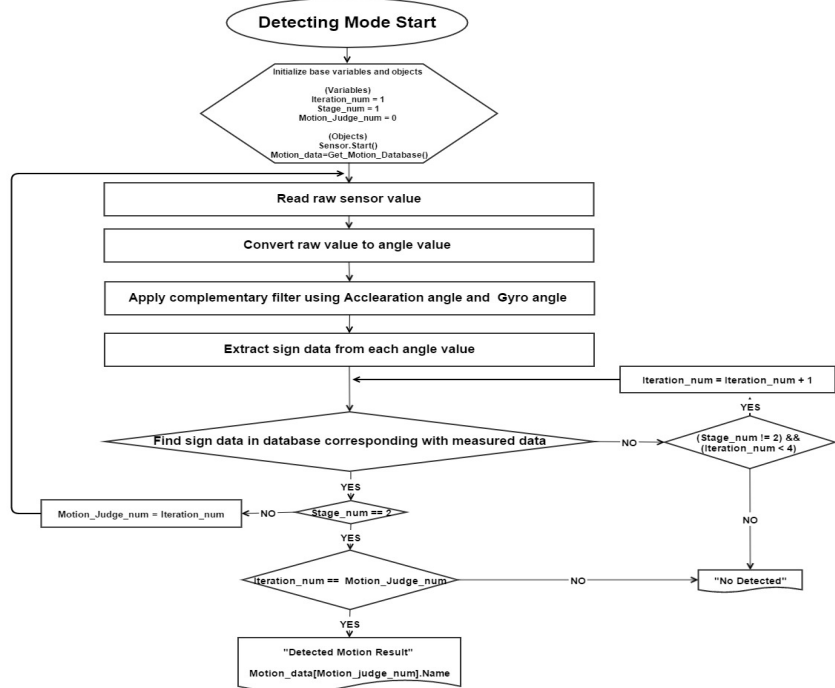 Detecting Mode Start
Initialize base variables and objects
(Variables)
Iteration_num = 1
Stage_num = 1
Motion_Judge_num = 0
(Objects)
Sensor.Start()
Motion_data=Get_Motion_Database()
Read raw sensor value
Convert raw value to angle value
Apply complementary filter using Acclearation angle and Gyro angle
Extract sign data from each angle value
Iteration_num = Iteration_num + 1
YES
Find sign data in database corresponding with measured data
NO
(Stage_num != 2) &&
(Iteration_num < 4)
YES
Motion_Judge_num = Iteration_num
NO
Stage_num == 2
NO
YES
Iteration_num == Motion_Judge_num
NO
"No Detected"
YES
"Detected Motion Result"
Motion_data[Motion_judge_num].Name